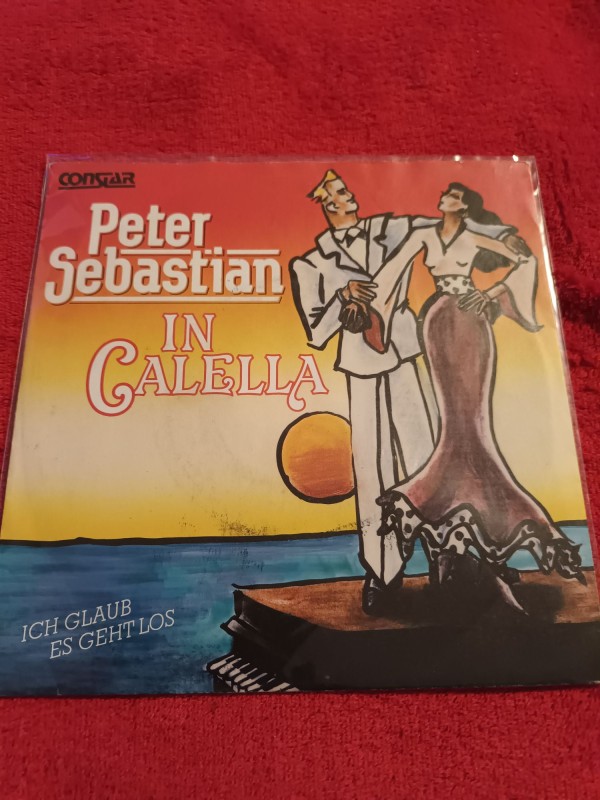 CONSTAR
Peter
Sebastian
IN
CALELLA
ICH GLAUB
ES GEHT LOS